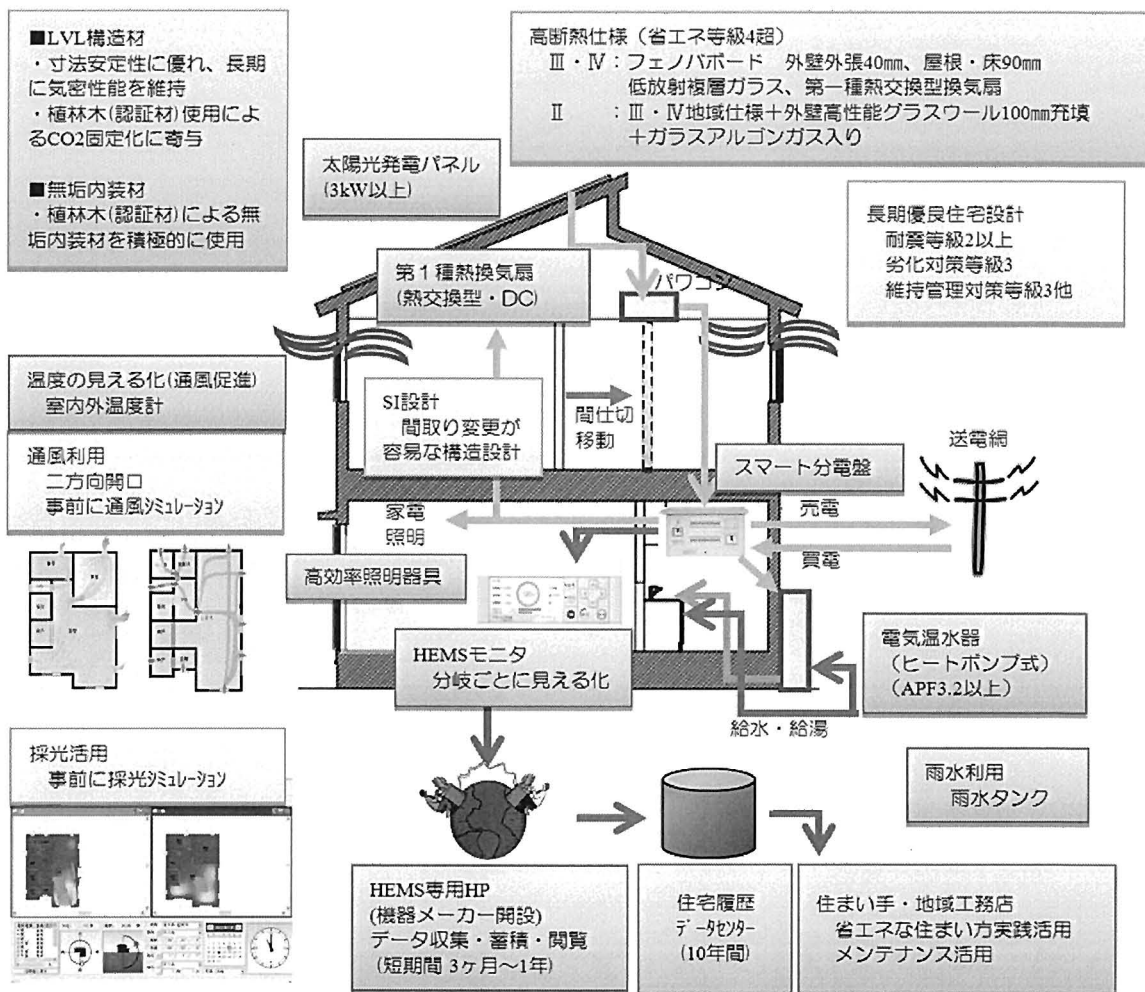 ■LVL構造材
・寸法安定性に優れ、長期
に気密性能を維持
・植林木(認証材)使用によ
るCO2固定化に寄与
■無垢内装材
・植林木(認証材)による無
垢内装材を積極的に使用
高断熱仕様（省エネ等級4超）
Ⅲ・Ⅳ：フェノバボード　外壁外張40㎜、屋根・床90㎜
低放射複層ガラス、第一種熱交換型換気扇
Ⅱ　　：Ⅲ・Ⅳ地域仕様＋外壁高性能グラスウール100㎜充填
＋ガラスアルゴンガス入り
太陽光発電パネル
(3kW以上)
長期優良住宅設計
耐震等級2以上
劣化対策等級3
維持管理対策等級3他
第１種熱換気扇
(熱交換型・DC)
パワコン
温度の見える化(通風促進)
室内外温度計
通風利用
二方向開口
事前に通風ｼﾐｭﾚｰｼｮﾝ
SI設計
間取り変更が
容易な構造設計
間仕切
移動
スマート分電盤
送電網
家電
照明
売電
買電
高効率照明器具
HEMSモニタ
分岐ごとに見える化
電気温水器
（ヒートポンプ式）
（APF3.2以上）
給水・給湯
採光活用
事前に採光ｼﾐｭﾚｰｼｮﾝ
雨水利用
雨水タンク
HEMS専用HP
(機器メーカー開設)
データ収集・蓄積・閲覧
(短期間 3ヶ月～1年)
住宅履歴
ﾃﾞｰﾀｾﾝﾀｰ
(10年間)
住まい手・地域工務店
省エネな住まい方実践活用
メンテナンス活用